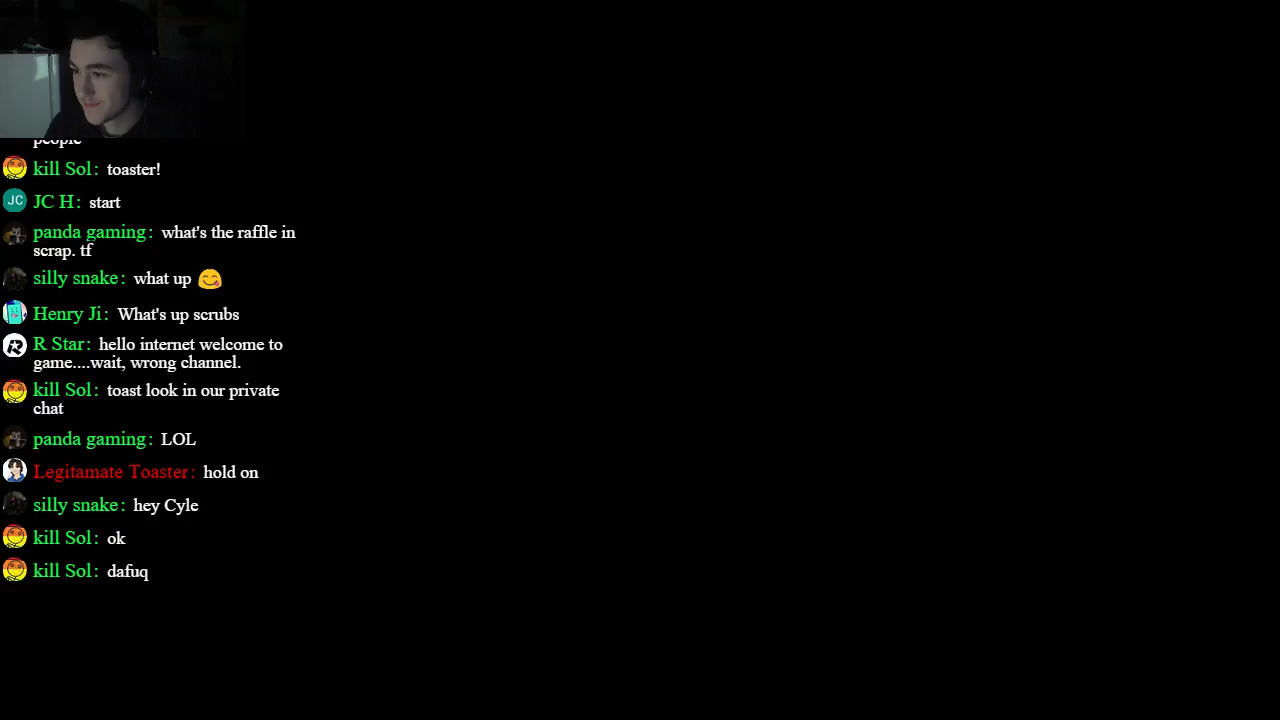 people
kill Sol: toaster!
JC
JC H: start
panda gaming: what's the raffle in
scrap. tf
silly snake: what up 😋
Henry Ji: What's up scrubs
R Star: hello internet welcome to
game....wait, wrong channel.
kill Sol: toast look in our private
chat
panda gaming: LOL
Legitamate Toaster: hold on
silly snake: hey Cyle
kill Sol: ok
kill Sol: dafuq